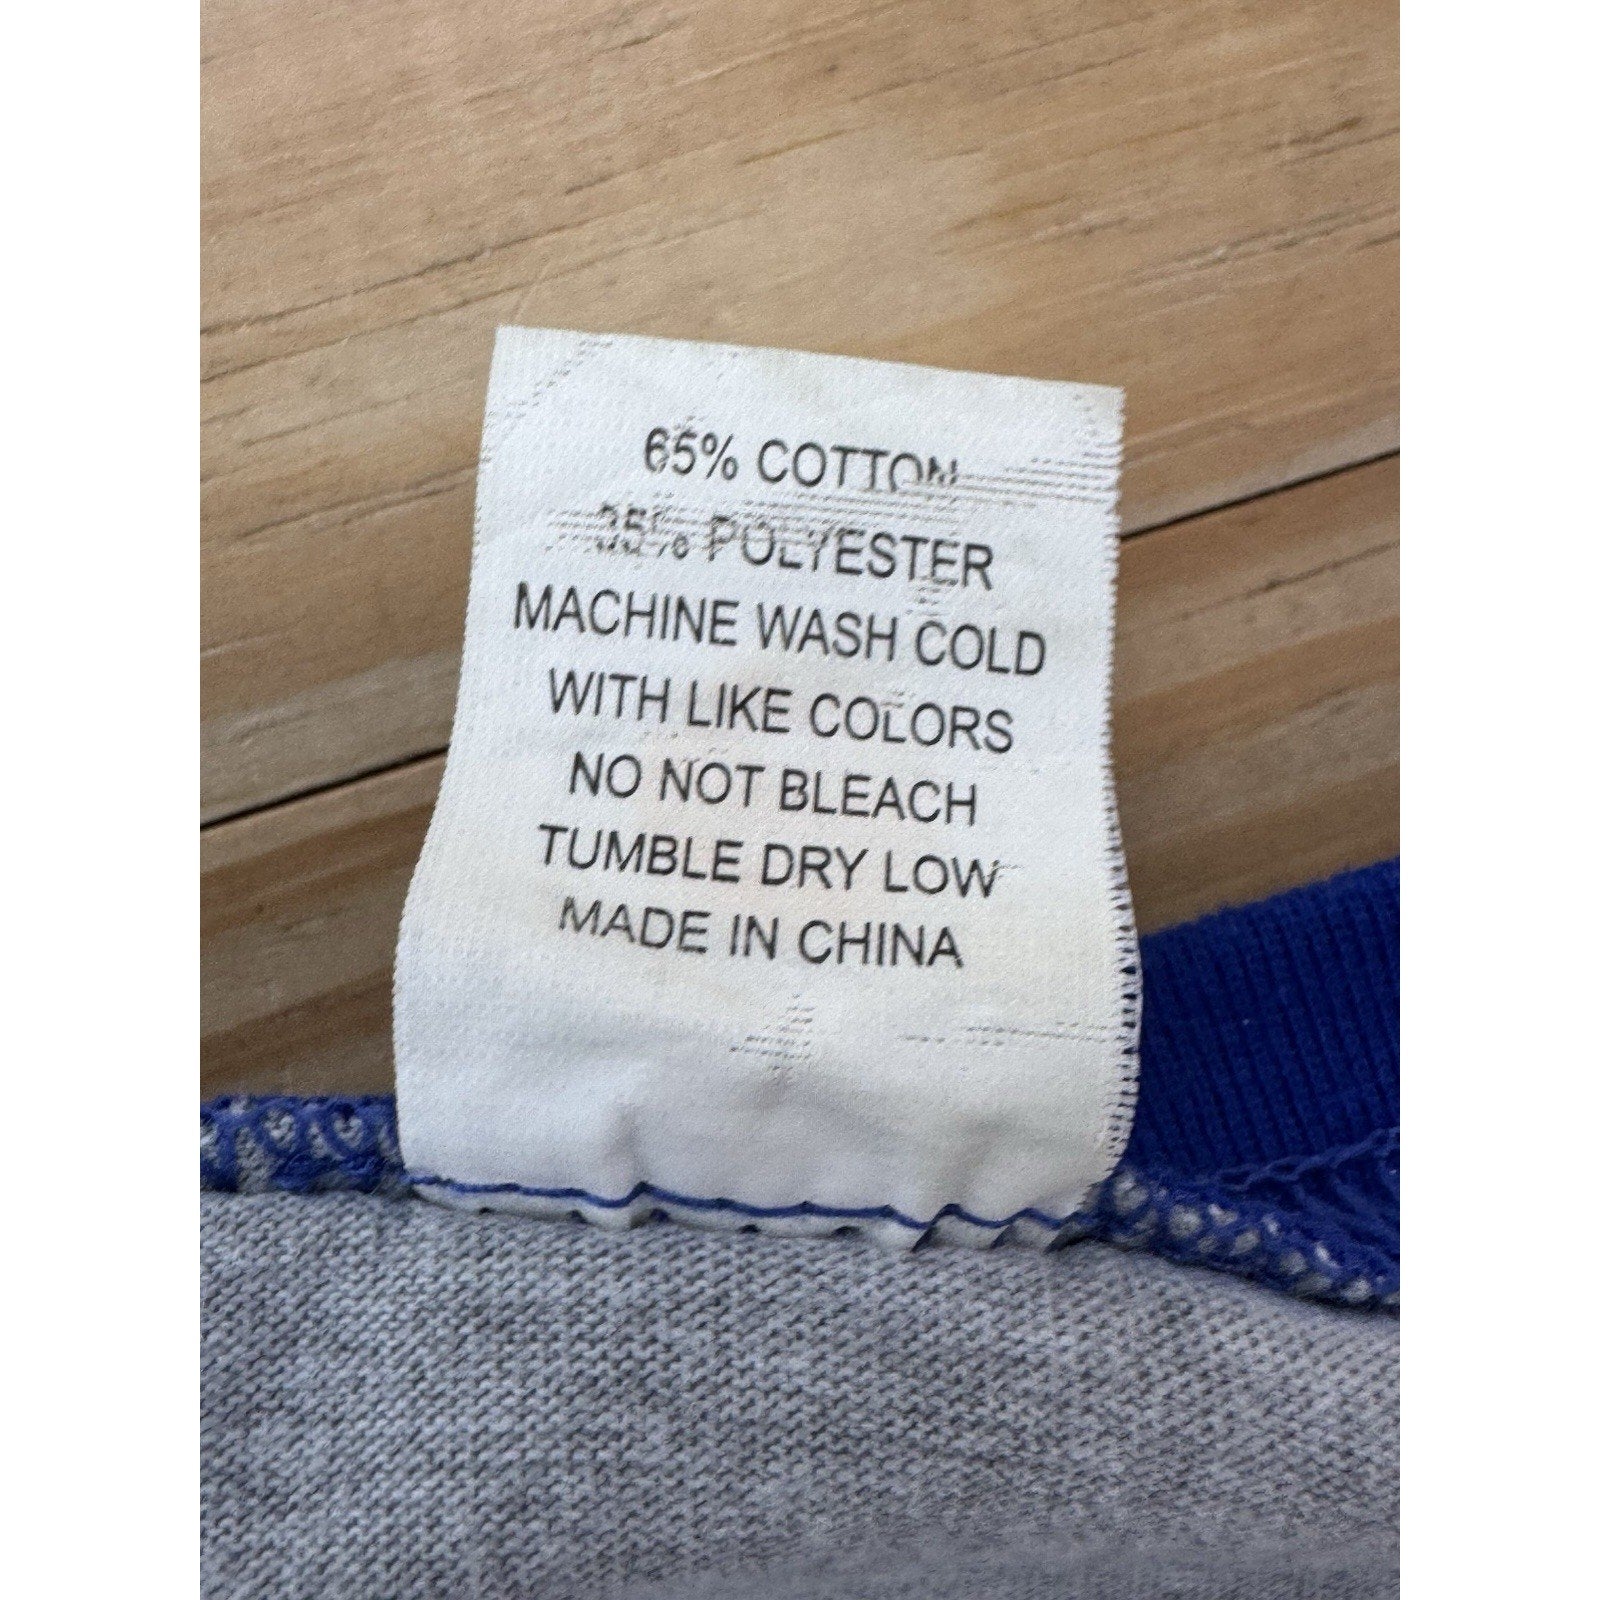 65% COTTON
35% POLYESTER
MACHINE WASH COLD
WITH LIKE COLORS
NO NOT BLEACH
TUMBLE DRY LOW
MADE IN CHINA